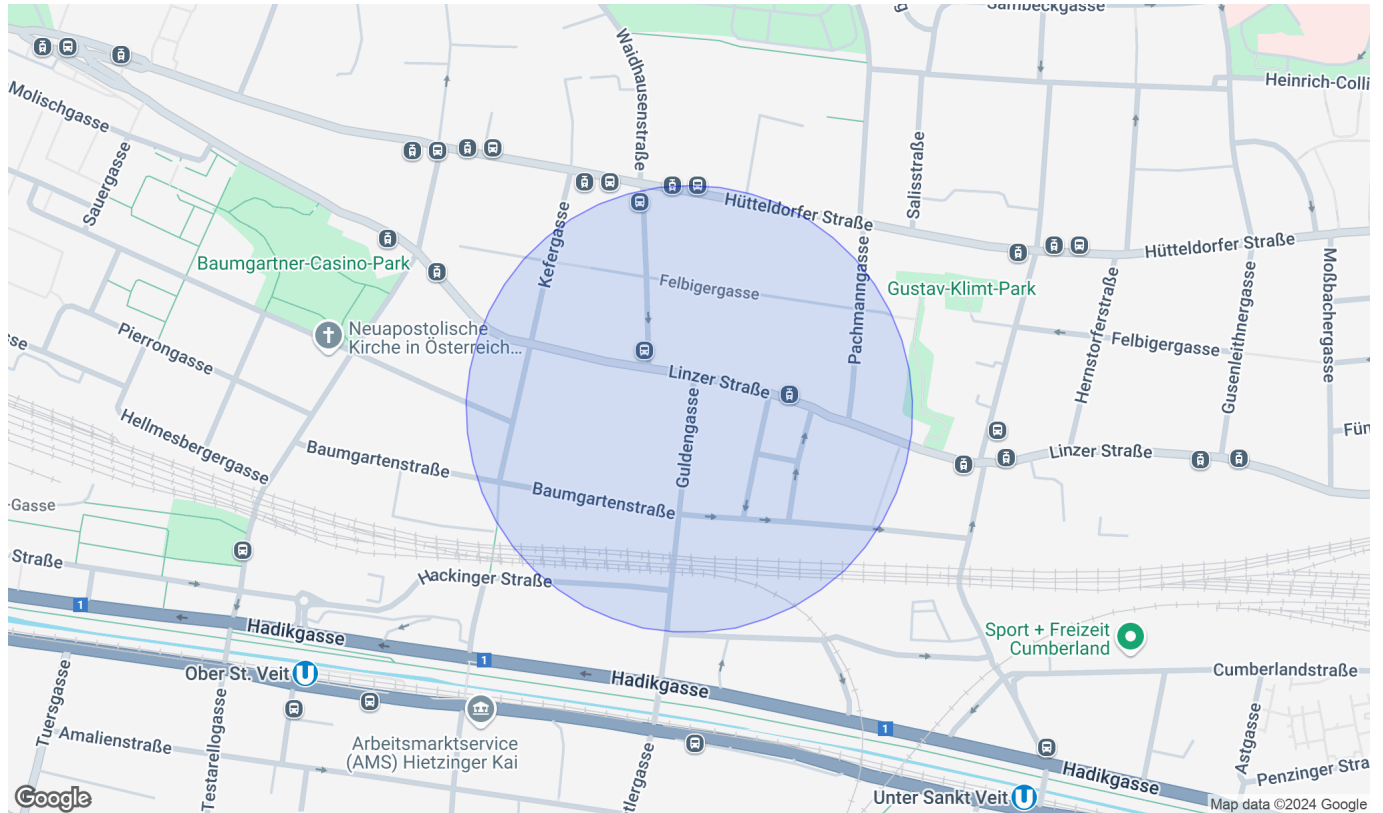 Sambeckgasse
Waidhausenstraße
Heinrich-Colli
Molischgasse
Sauergasse
Salisstraße
Hütteldorfer Straße
Hütteldorfer Straße
Kefergasse
Baumgartner-Casino-Park
Felbigergasse
Gustav-Klimt-Park
Moßbachergasse
Gusenleithnergasse
Hernstorferstraße
Pachmanngasse
Neuapostolische
Kirche in Österreich...
Pierrongasse
Felbigergasse
Linzer Straße
Guldengasse
Hellmesbergergasse
Baumgartenstraße
Linzer Straße
Fün
Baumgartenstraße
-Gasse
Straße
Hackinger Straße
1
Hadikgasse
Sport + Freizeit
Cumberland
1
Ober St. Veit
Hadikgasse
Cumberlandstraße
Tuersgasse
Testarellogasse
1
Amalienstraße
Arbeitsmarktservice
(AMS) Hietzinger Kai
Astgasse
Hadikgasse
Penzinger Stra
Unter Sankt Veit
Google
Map data ©2024 Google